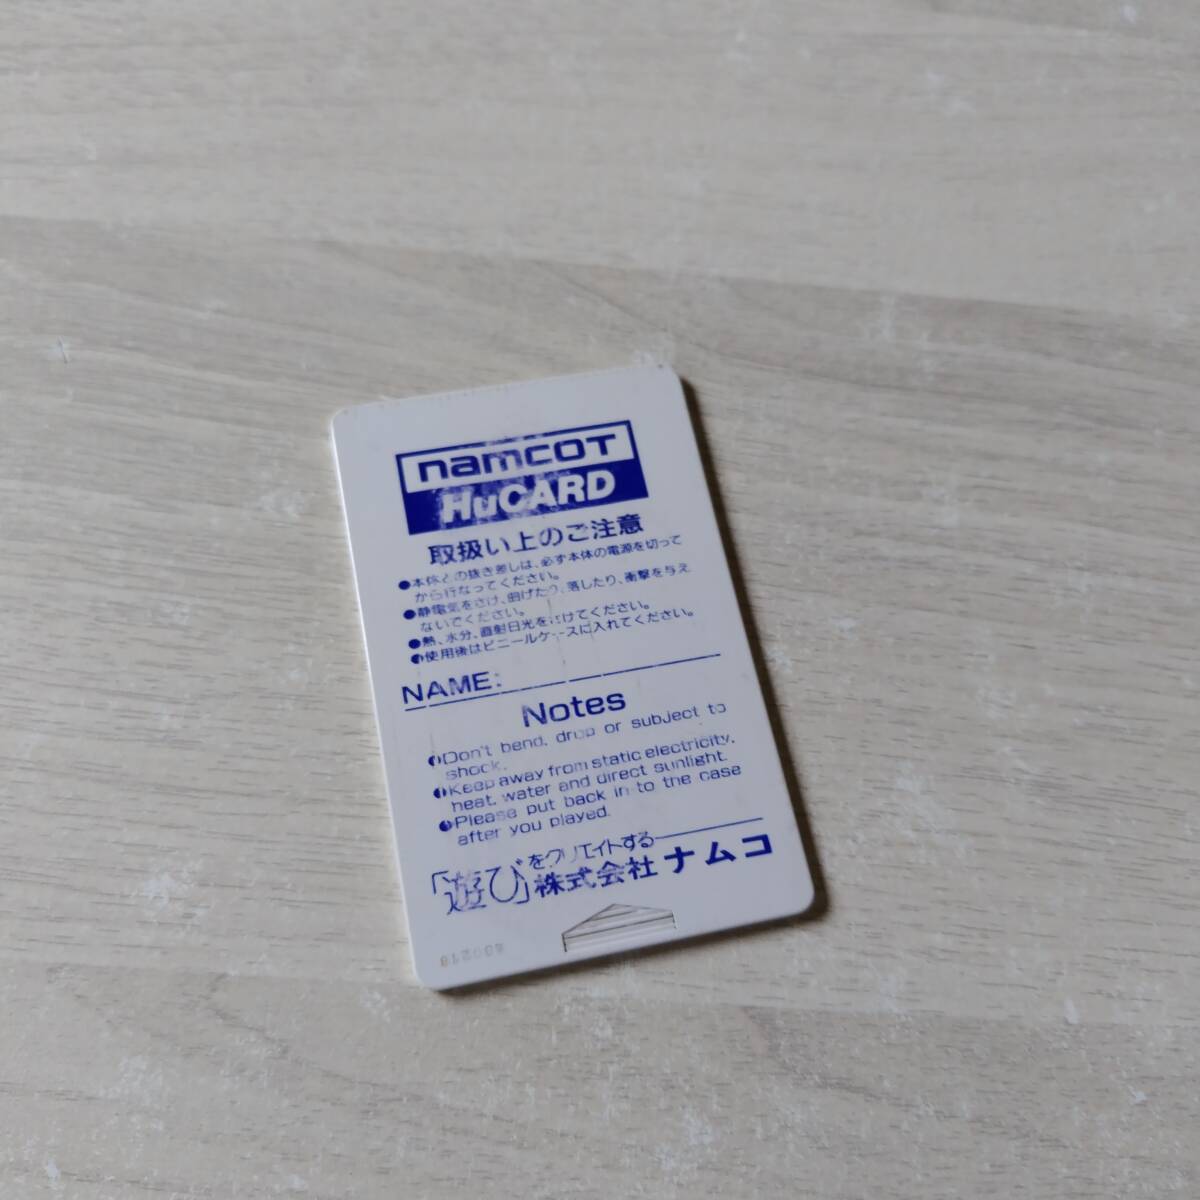 namcot
HuCARD
取扱い上のご注意
●本体との抜き差しは、必ず本体の電源を切って
から行なってください。
●静電気をさけ、曲げたり、落したり、衝撃を与え
ないでください。
●熱、水分、直射日光をさけてください。
●使用後はビニールケースに入れてください。
NAME:
Notes
●Don't bend, drop or subject to
shock.
●Keep away from static electricity,
heat, water and direct sunlight.
●Please put back in to the case
after you played.
「遊び」をクリエイトする
株式会社ナムコ